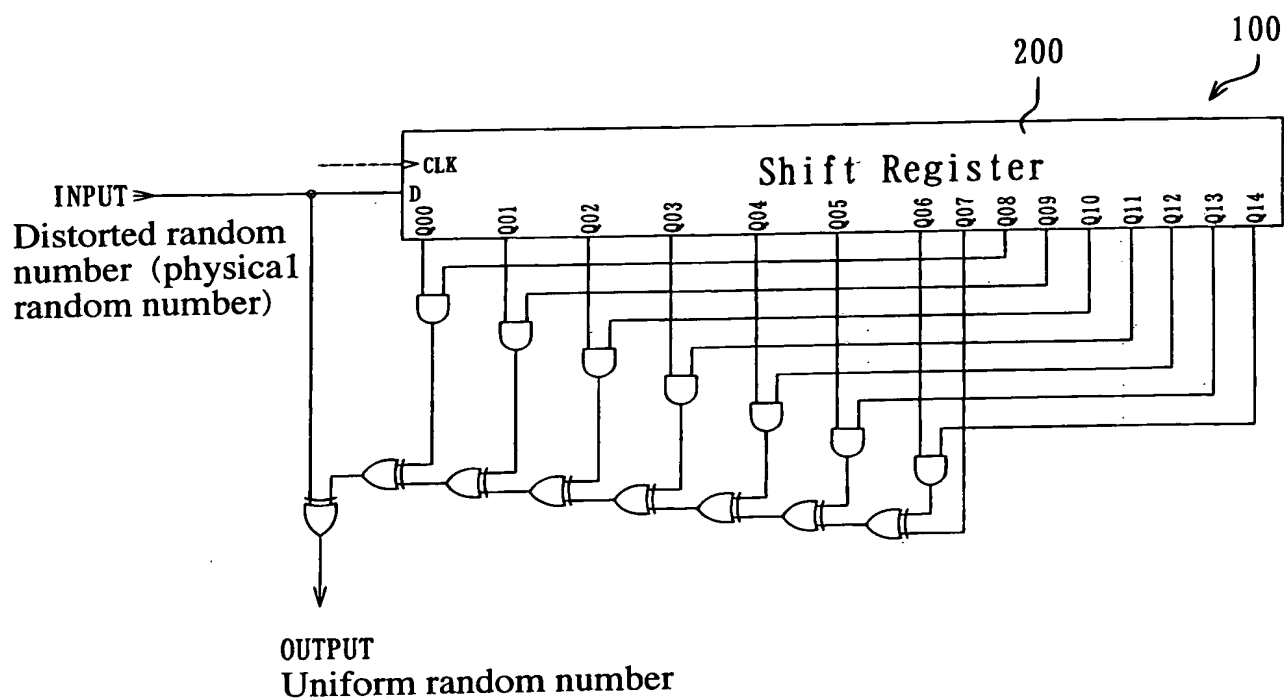 100
200
CLK
Shift Register
INPUT
D
Q00 Q01 Q02 Q03 Q04 Q05 Q06 Q07 Q08 Q09 Q10 Q11 Q12 Q13 Q14
Distorted random
number (physical
random number)
OUTPUT
Uniform random number